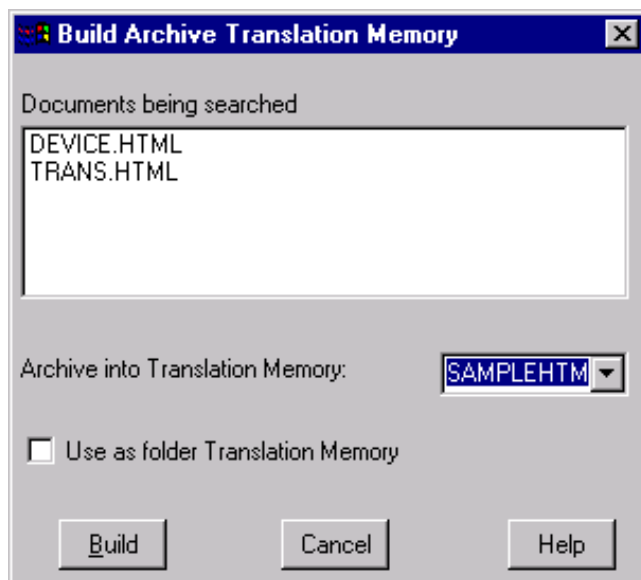 Build Archive Translation Memory
Documents being searched
DEVICE.HTML
TRANS.HTML
Archive into Translation Memory: SAMPLEHTM
Use as folder Translation Memory
Build Cancel Help